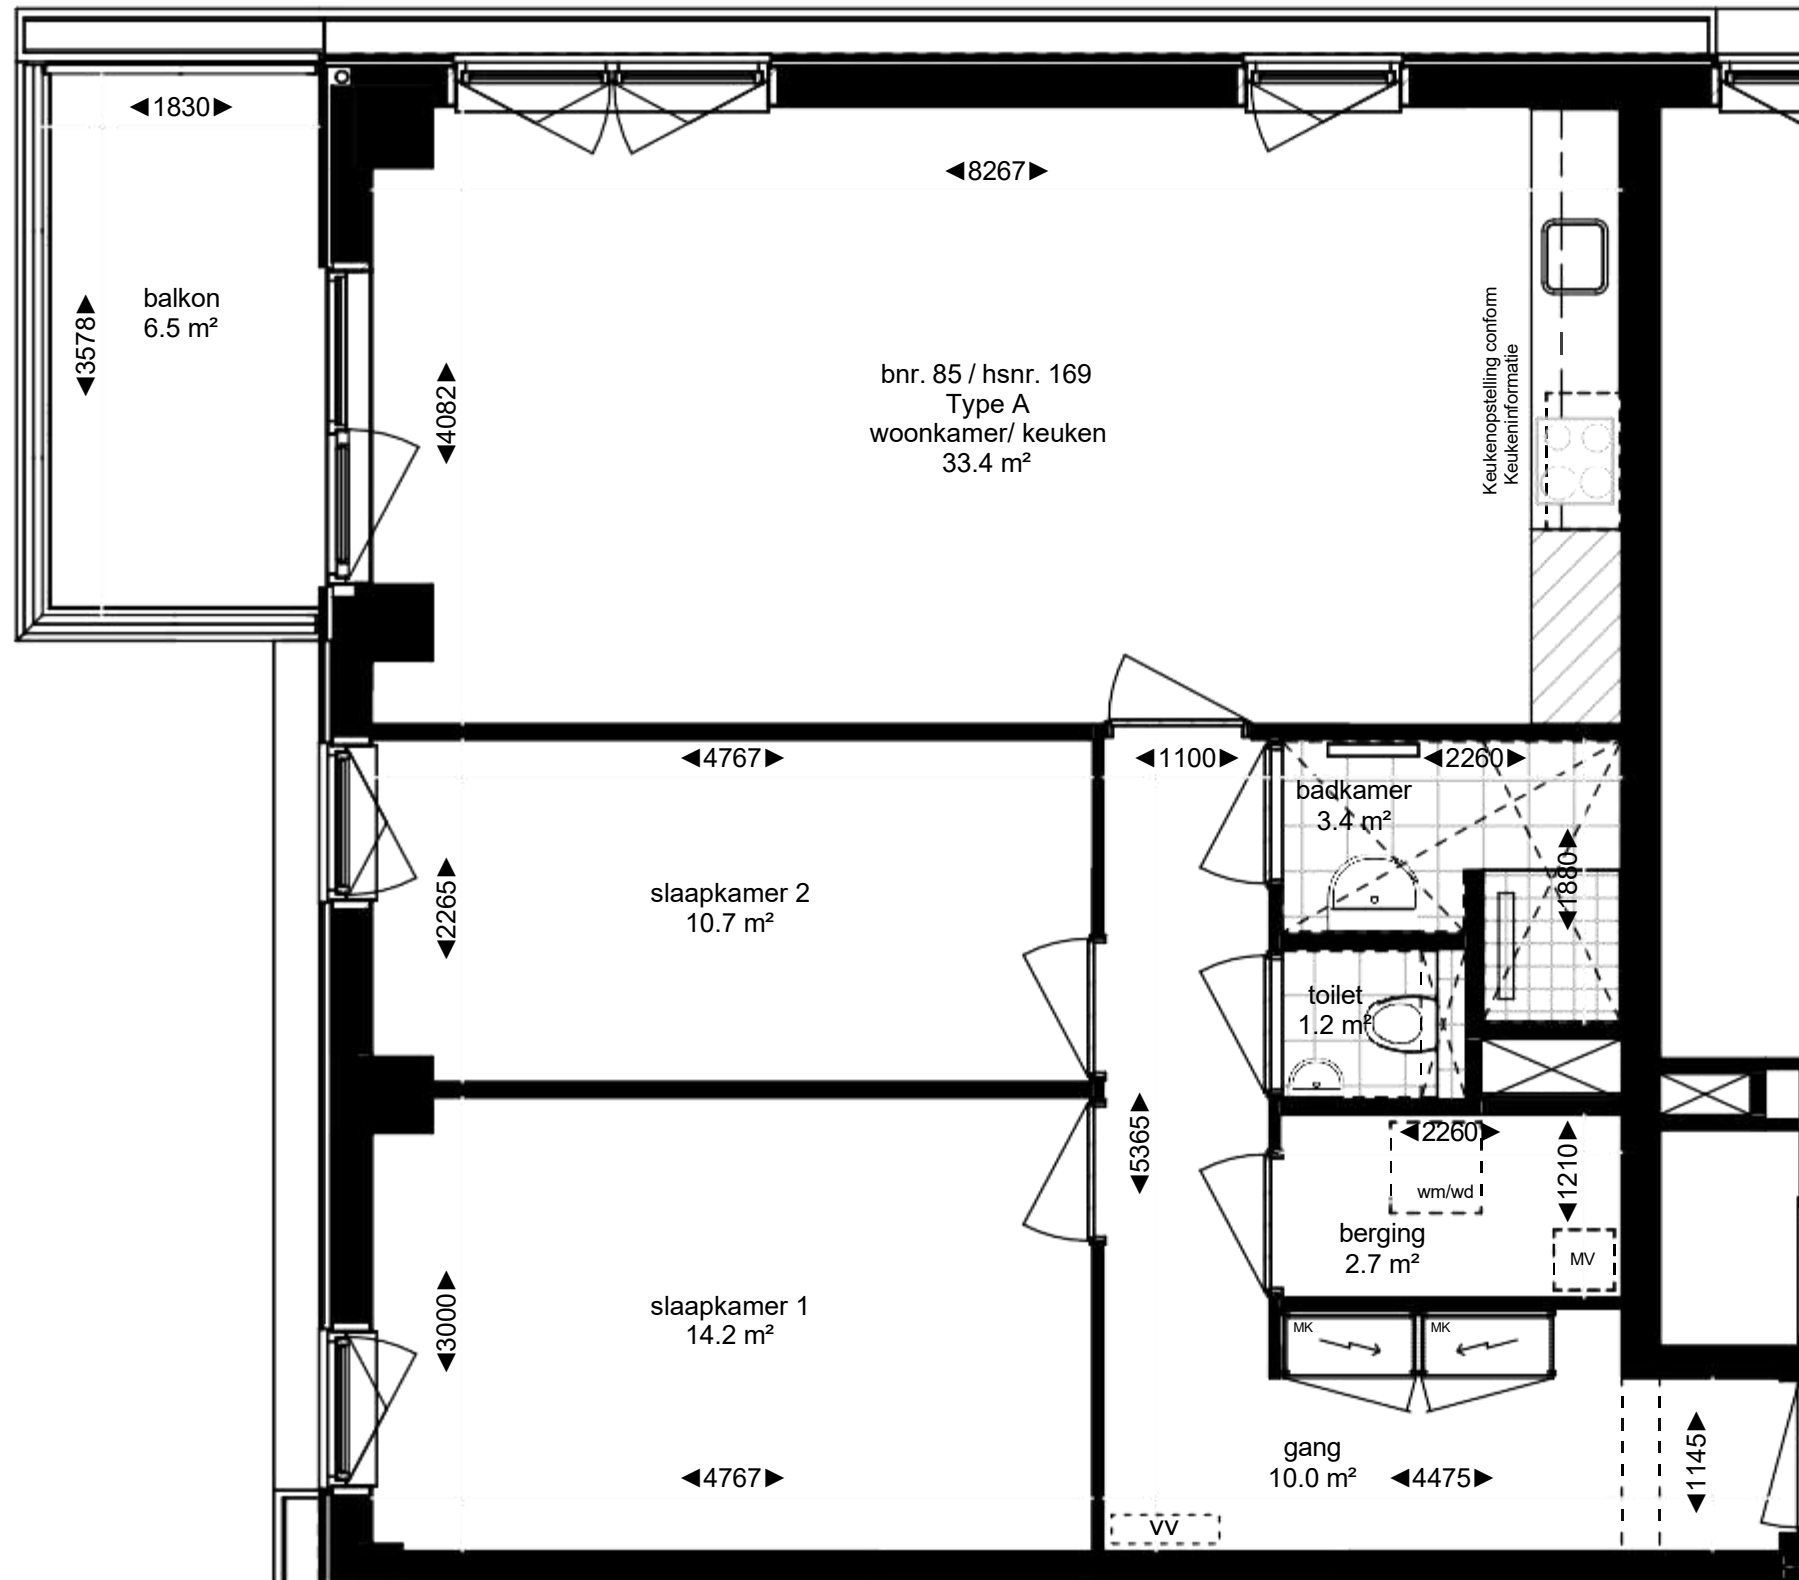 ◄1830►
◄8267►
balkon
6.5 m²
◄3578►
◄4082►
bnr. 85 / hsnr. 169
Type A
woonkamer/ keuken
33.4 m²
Keukenopstelling conform
Keukeninformatie
◄4767►
◄1100►
◄2260►
badkamer
3.4 m²
◄1880►
◄2265►
slaapkamer 2
10.7 m²
toilet
1.2 m²
◄5365►
◄2260►
◄1210►
wm/wd
berging
2.7 m²
MV
◄3000►
slaapkamer 1
14.2 m²
MK
MK
gang
10.0 m²
◄4475►
◄1145►
◄4767►
VV